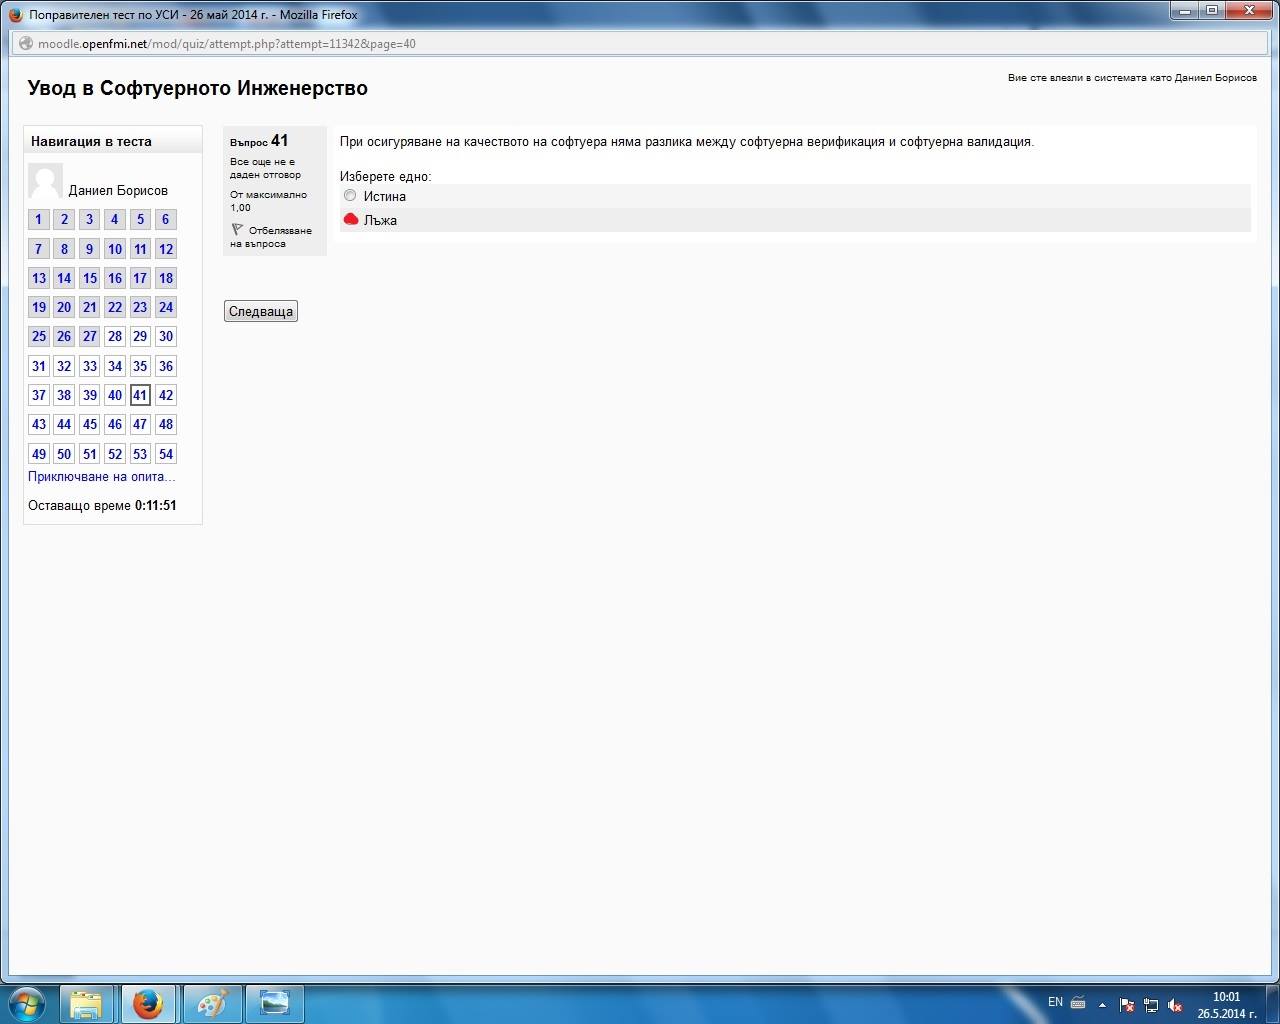 Поправителен тест по УСИ - 26 май 2014 г. - Mozilla Firefox
moodle.openfmi.net/mod/quiz/attempt.php?attempt=11342&page=40
Вие сте влезли в системата като Даниел Борисов
Увод в Софтуерното Инженерство
Навигация в теста
Даниел Борисов
1 2 3 4 5 6
7 8 9 10 11 12
13 14 15 16 17 18
19 20 21 22 23 24
25 26 27 28 29 30
31 32 33 34 35 36
37 38 39 40 41 42
43 44 45 46 47 48
49 50 51 52 53 54
Приключване на опита...
Оставащо време 0:11:51
Въпрос 41
Все още не е
даден отговор
От максимално
1,00
Отбелязване
на въпроса
При осигуряване на качеството на софтуера няма разлика между софтуерна верификация и софтуерна валидация.
Изберете едно:
Истина
Лъжа
Следваща
EN
10:01
26.5.2014 г.